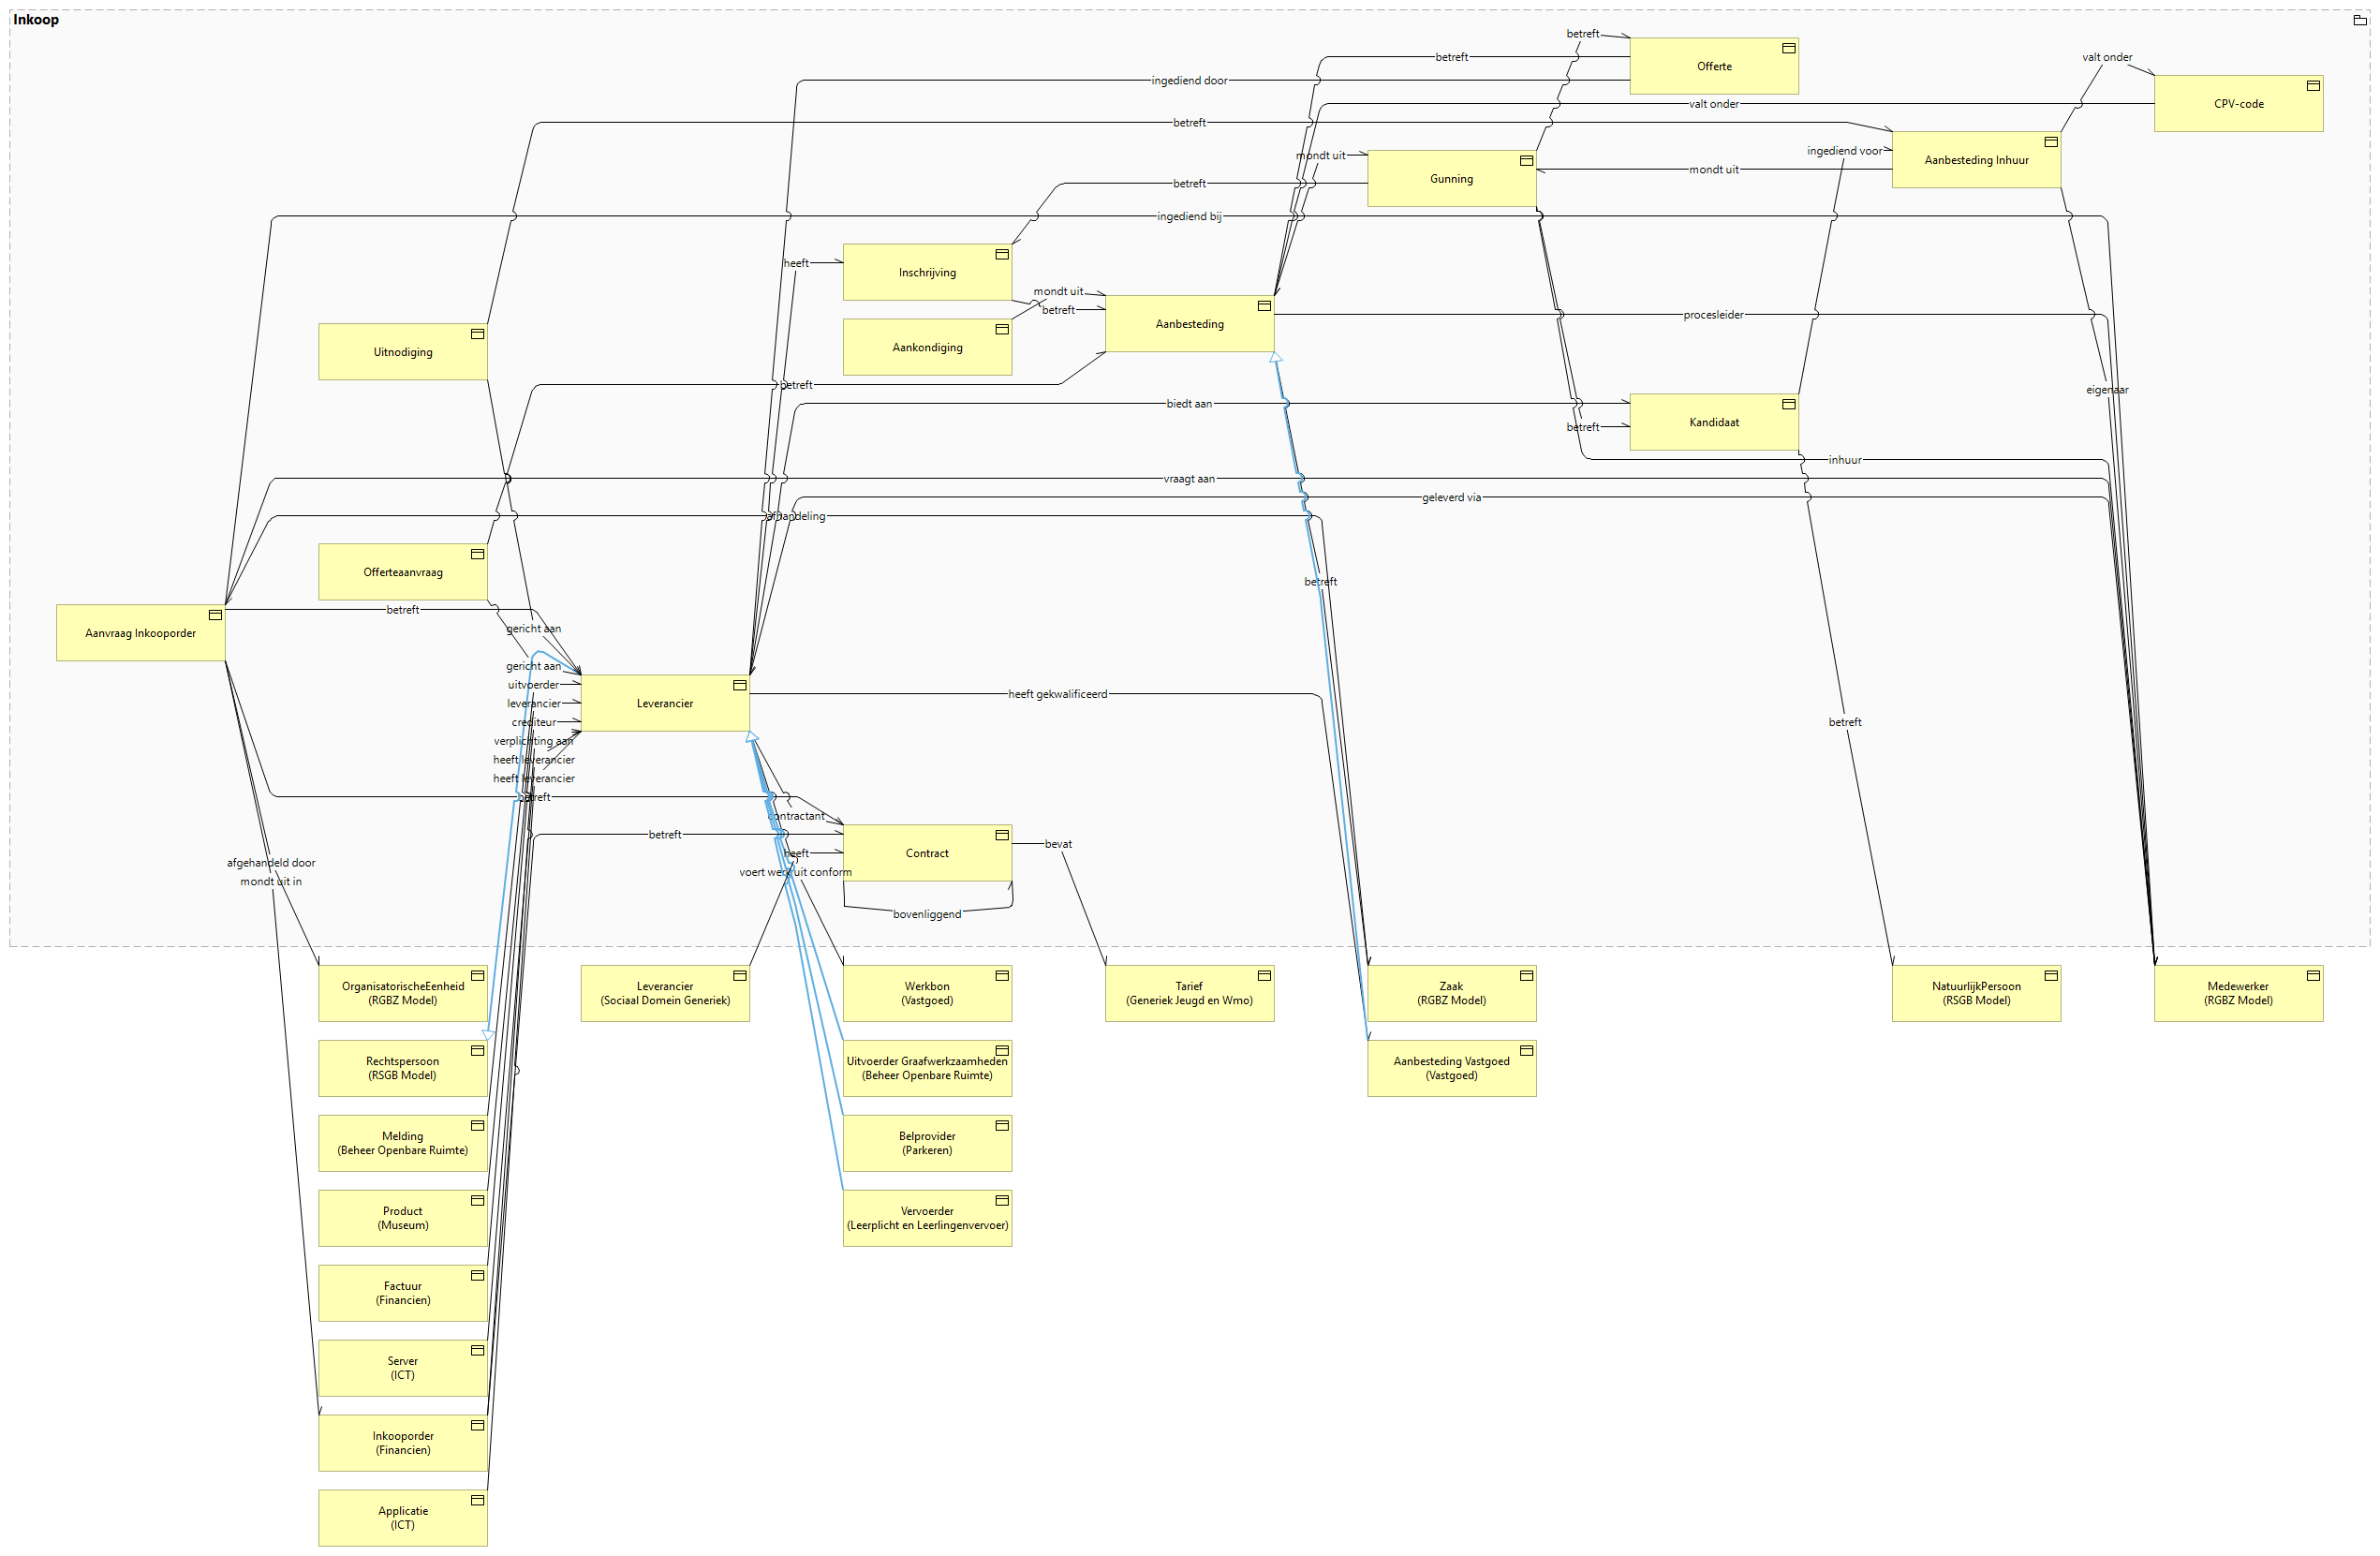 Inkoop
betreft
Offerte
betreft
valt onder
ingediend door
CPV-code
valt onder
betreft
ingediend voor
Aanbesteding Inhuur
mondt uit
mondt uit
Gunning
betreft
ingediend bij
heeft
Inschrijving
mondt uit
betreft
Aanbesteding
procesleider
Uitnodiging
Aankondiging
betreft
eigenaar
biedt aan
Kandidaat
betreft
inhuur
vraagt aan
geleverd via
afhandeling
Offerteaanvraag
betreft
betreft
Aanvraag Inkooporder
gericht aan
gericht aan
uitvoerder
leverancier
Leverancier
heeft gekwalificeerd
crediteur
betreft
verplichting aan
heeft leverancier
heeft leverancier
betreft
contractant
betreft
bevat
heeft
Contract
afgehandeld door
voert werk uit conform
mondt uit in
bovenliggend
OrganisatorischeEenheid
(RGBZ Model)
Leverancier
(Sociaal Domein Generiek)
Werkbon
(Vastgoed)
Tarief
(Generiek Jeugd en Wmo)
Zaak
(RGBZ Model)
NatuurlijkPersoon
(RSGB Model)
Medewerker
(RGBZ Model)
Rechtspersoon
(RSGB Model)
Uitvoerder Graafwerkzaamheden
(Beheer Openbare Ruimte)
Aanbesteding Vastgoed
(Vastgoed)
Melding
(Beheer Openbare Ruimte)
Belprovider
(Parkeren)
Product
(Museum)
Vervoerder
(Leerplicht en Leerlingenvervoer)
Factuur
(Financien)
Server
(ICT)
Inkooporder
(Financien)
Applicatie
(ICT)